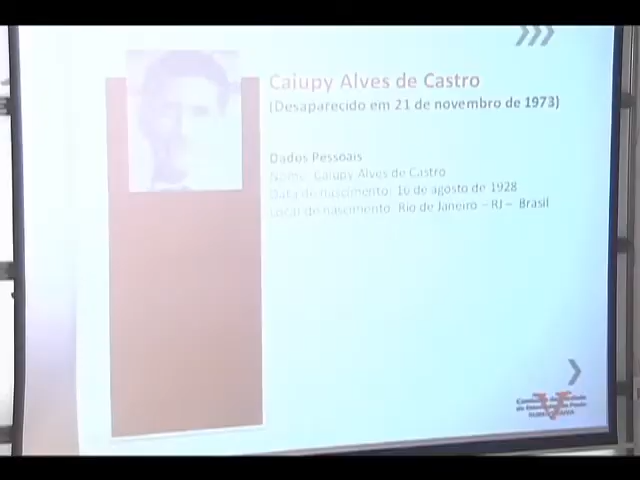 Caiupy Alves de Castro
(Desaparecido em 21 de novembro de 1973)
Dados Pessoais
Nome: Caiupy Alves de Castro
Data de nascimento: 16 de agosto de 1928
Local de nascimento: Rio de Janeiro – RJ – Brasil